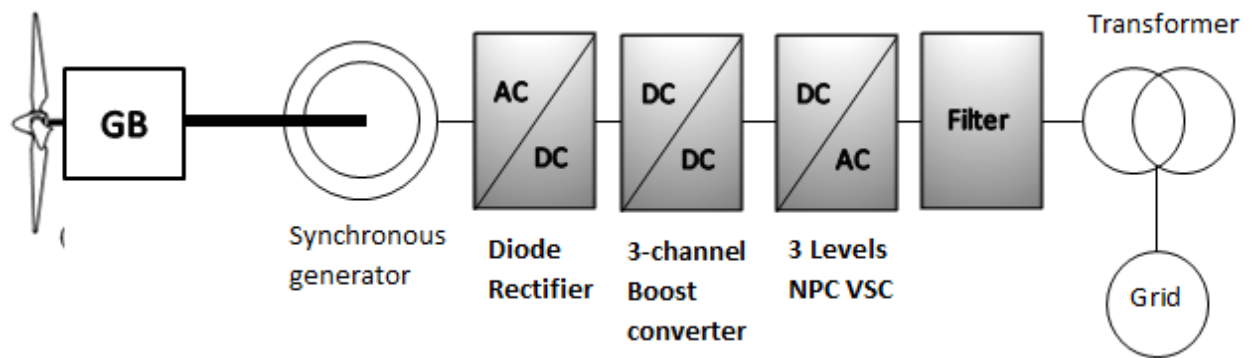 Transformer
GB
AC
DC
DC
DC
DC
AC
Filter
Synchronous
generator
Diode
Rectifier
3-channel
Boost
converter
3 Levels
NPC VSC
Grid
(